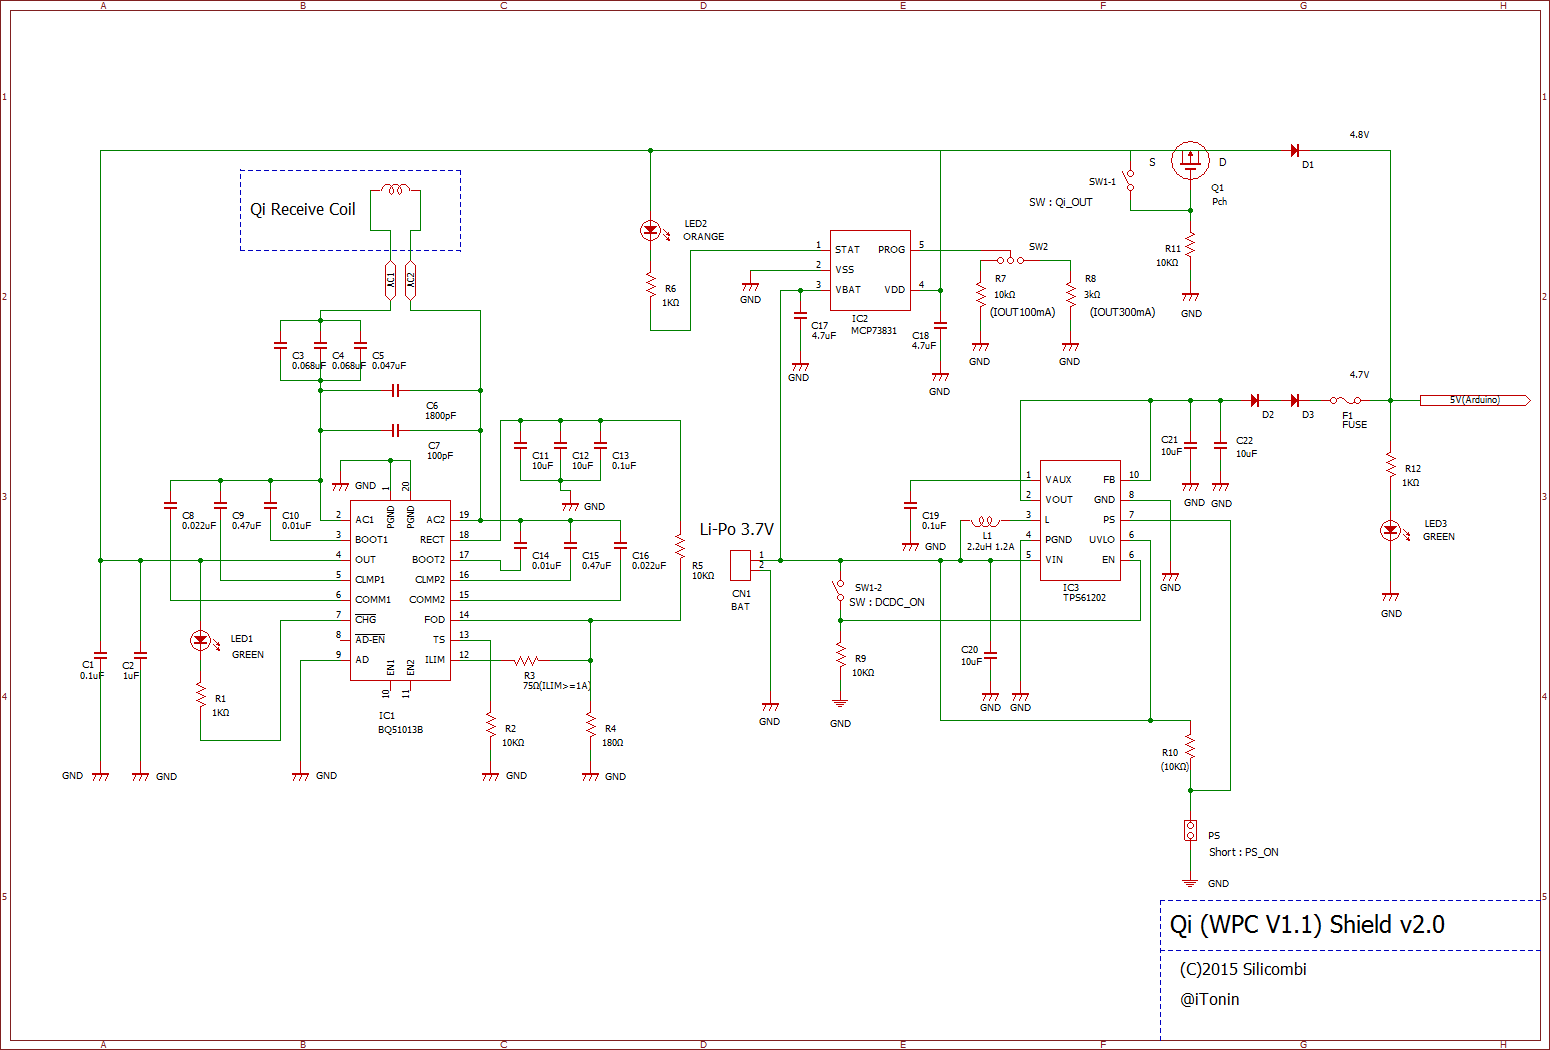 A B C D E F G H
1 1
4.8V
S D
D1
SW1-1
Q1
Pch
SW : Qi_OUT
Qi Receive Coil
LED2
ORANGE
1 STAT PROG 5
SW2
R11
10KΩ
2 VSS
AC1 AC2
R6
1KΩ
GND
3 VBAT VDD 4
R7
10kΩ
(IOUT100mA)
R8
3kΩ
(IOUT300mA)
GND
2 2
C17
4.7uF
IC2
MCP73831
C18
4.7uF
GND
GND
GND
GND
GND
C3
0.068uF
C4
0.068uF
C5
0.047uF
4.7V
C6
1800pF
D2
D3
F1
FUSE
5V(Arduino)
C7
100pF
C11
10uF
C12
10uF
C13
0.1uF
C21
10uF
C22
10uF
R12
1KΩ
GND
1 20
PGND PGND
GND
GND
GND
3 3
1 VAUX FB 10
2 VOUT GND 8
3 L PS 7
4 PGND UVLO 6
5 VIN EN 6
C8
0.022uF
C9
0.47uF
C10
0.01uF
C19
0.1uF
GND
L1
2.2uH 1.2A
IC3
TPS61202
LED3
GREEN
Li-Po 3.7V
2 AC1 AC2 19
3 BOOT1 RECT 18
4 OUT BOOT2 17
5 CLMP1 CLMP2 16
6 COMM1 COMM2 15
7 CHG FOD 14
8 AD-EN TS 13
9 AD ILIM 12
EN1 EN2
10 11
C14
0.01uF
C15
0.47uF
C16
0.022uF
R5
10KΩ
1
2
CN1
BAT
SW1-2
SW : DCDC_ON
GND
GND
LED1
GREEN
C1
0.1uF
C2
1uF
R1
1KΩ
R3
75Ω(ILIM>=1A)
R9
10KΩ
C20
10uF
GND
GND
4 4
IC1
BQ51013B
R2
10KΩ
R4
180Ω
GND
GND
R10
(10KΩ)
GND
GND
GND
GND
GND
PS
Short : PS_ON
GND
5 5
Qi (WPC V1.1) Shield v2.0
(C)2015 Silicombi
@iTonin
A B C D E F G H